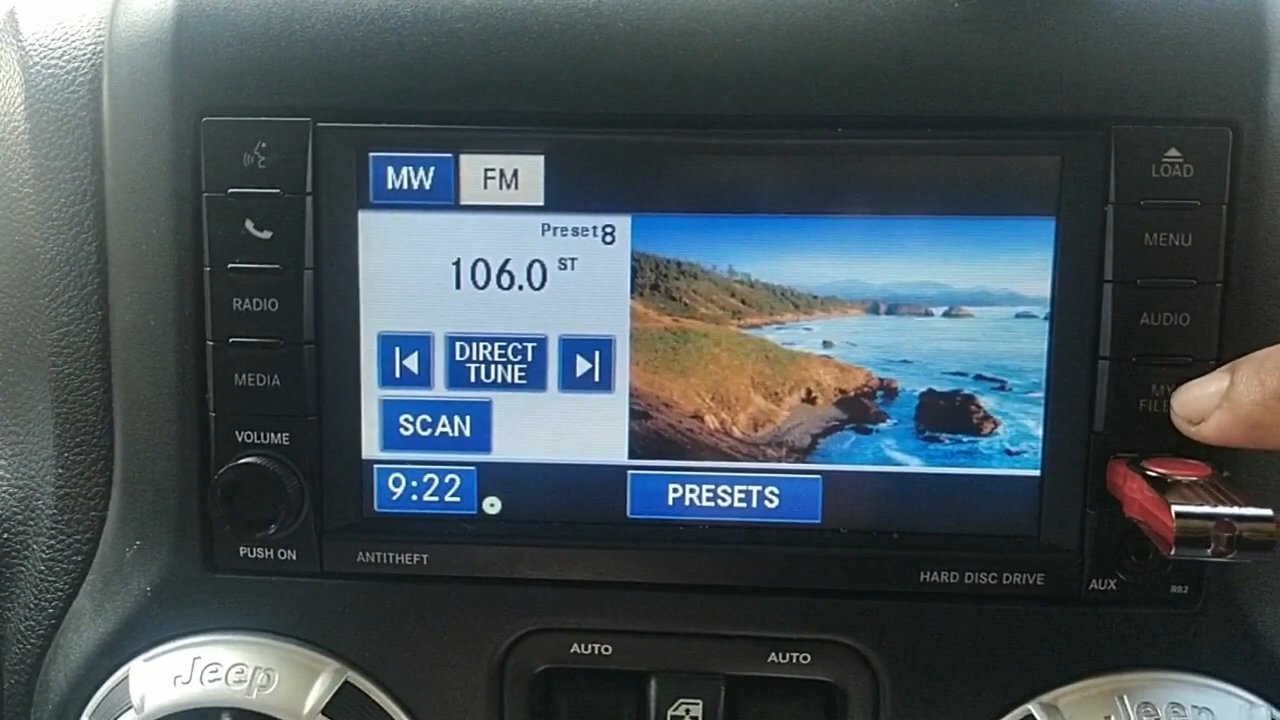 MW FM
Preset 8
106.0 ST
DIRECT
TUNE
SCAN
9:22
PRESETS
RADIO
MEDIA
VOLUME
PUSH ON
ANTITHEFT
LOAD
MENU
AUDIO
MY
HARD DISC DRIVE
AUX
RB2
AUTO AUTO
Jeep
Jeep